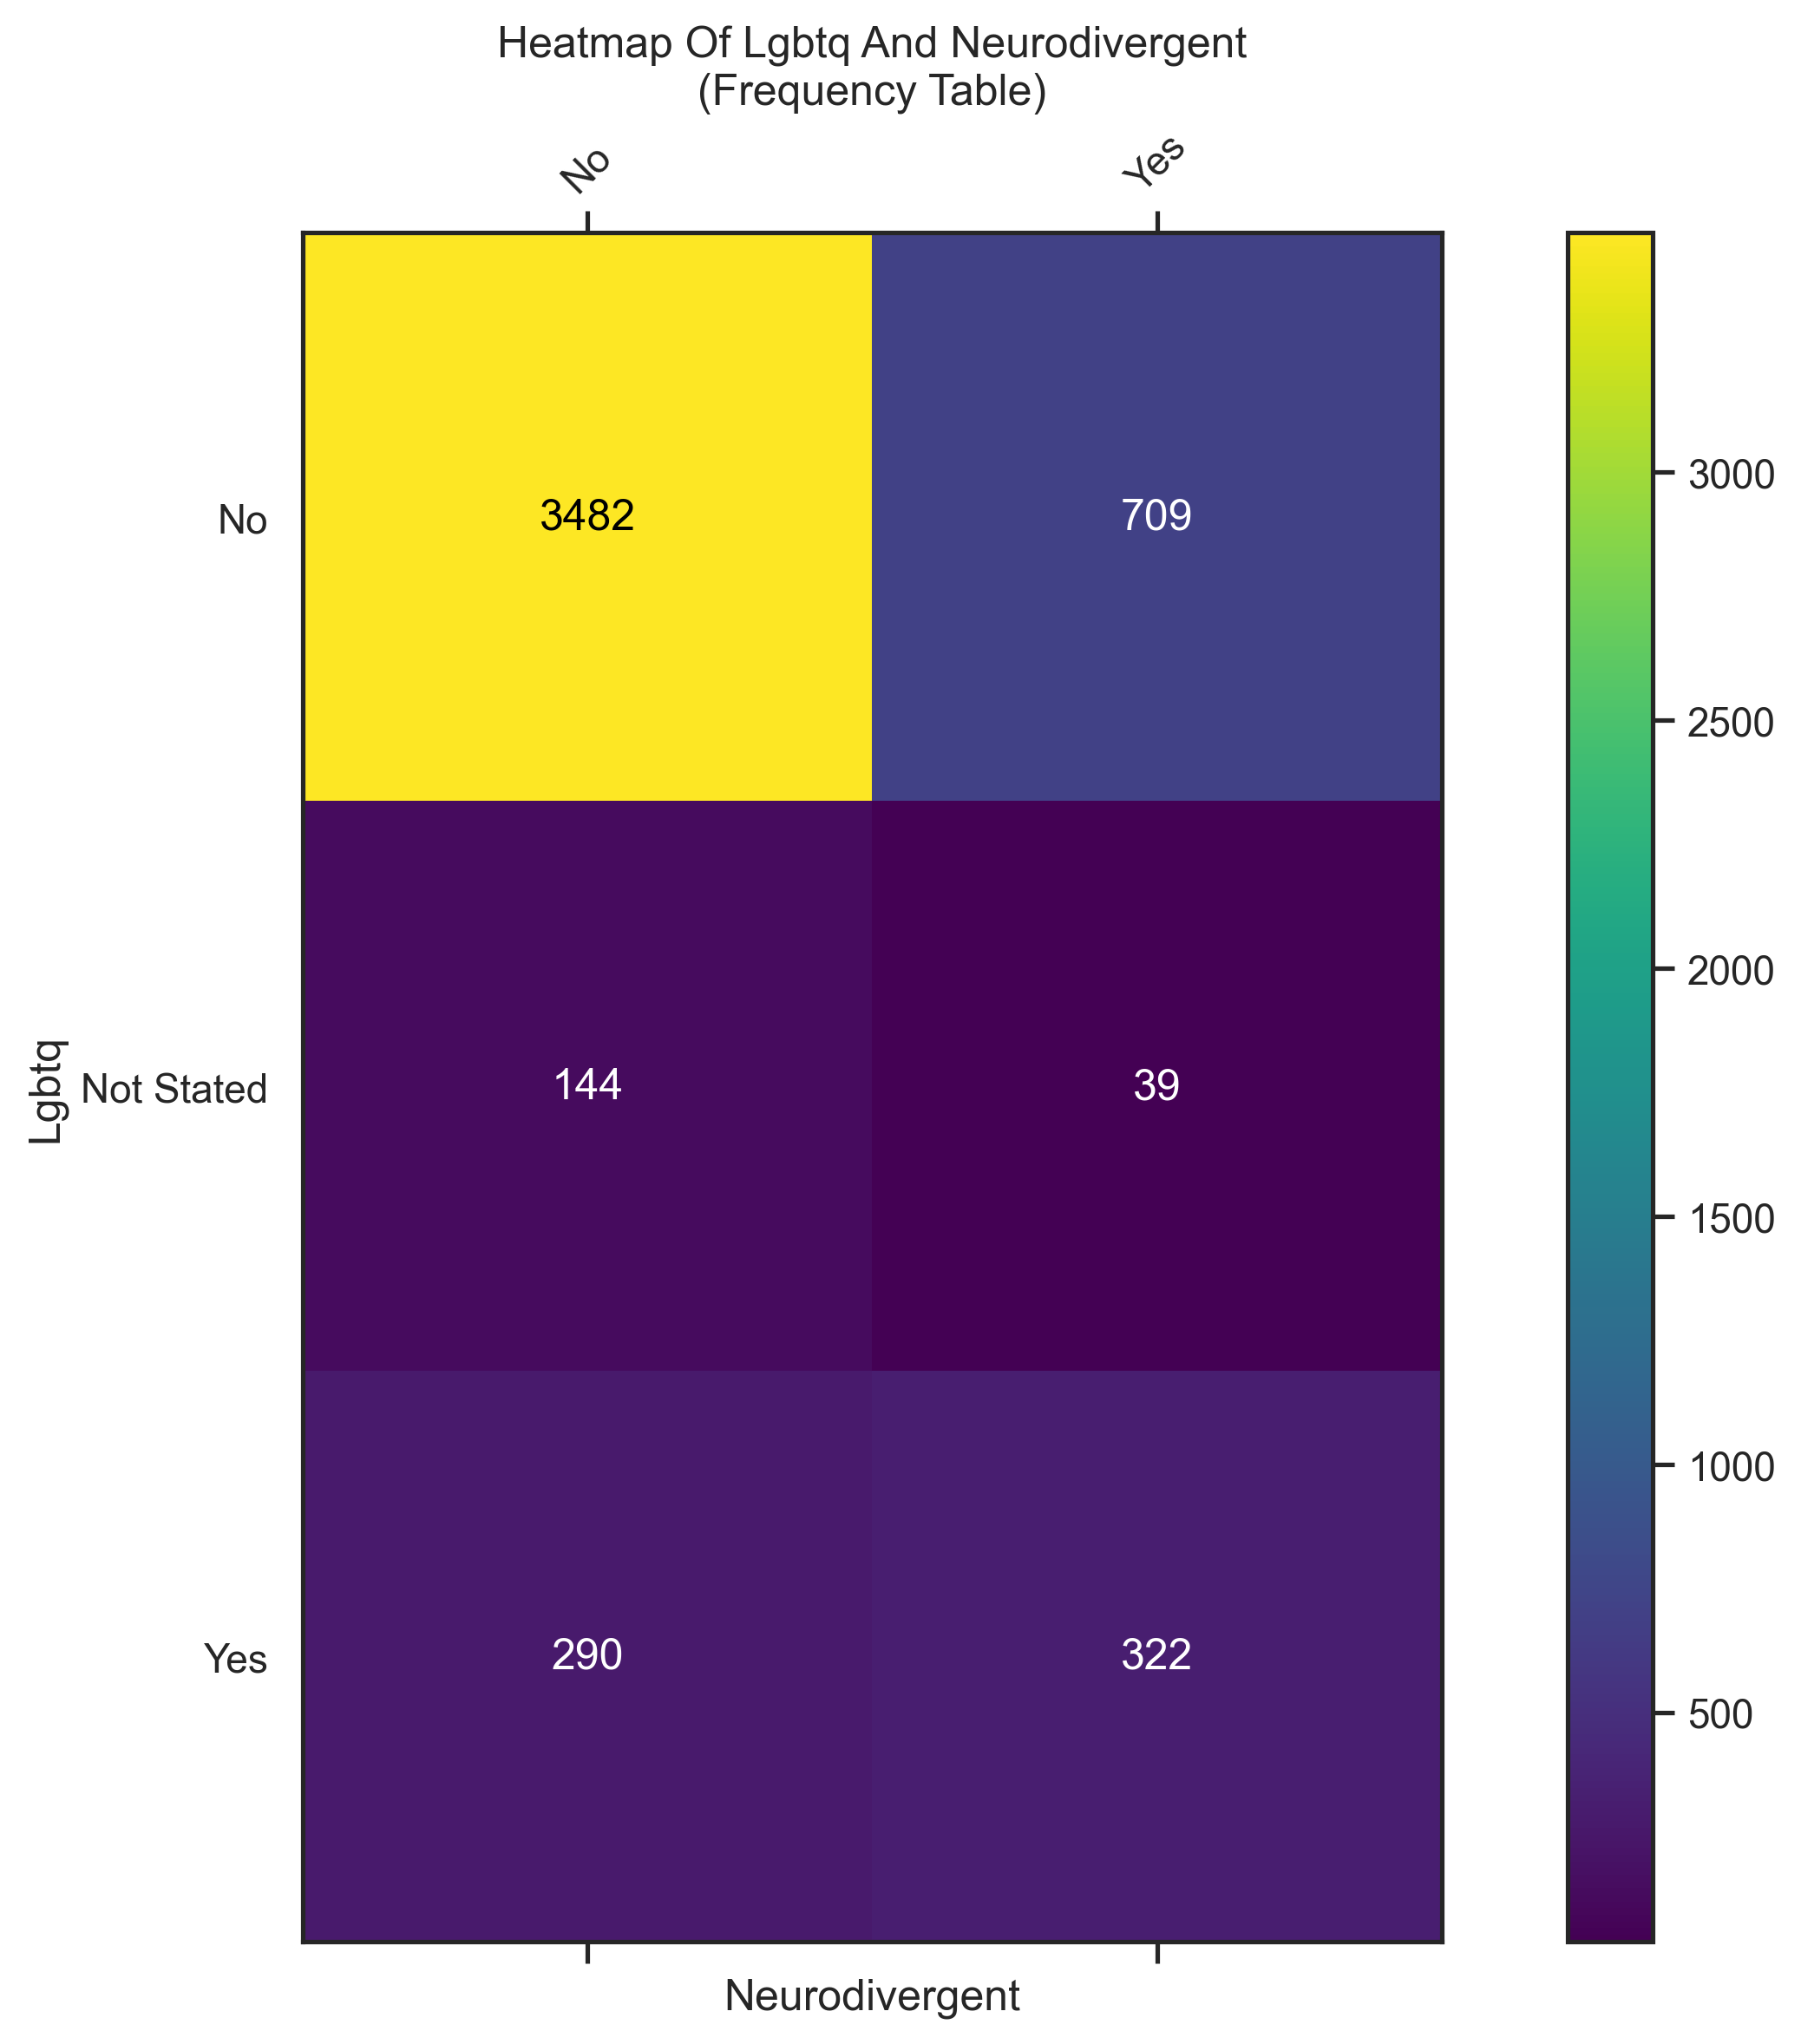 Heatmap Of Lgbtq And Neurodivergent
(Frequency Table)
No Yes
No 3482 709
Not Stated 144 39
Yes 290 322
Lgbtq
Neurodivergent
3000
2500
2000
1500
1000
500